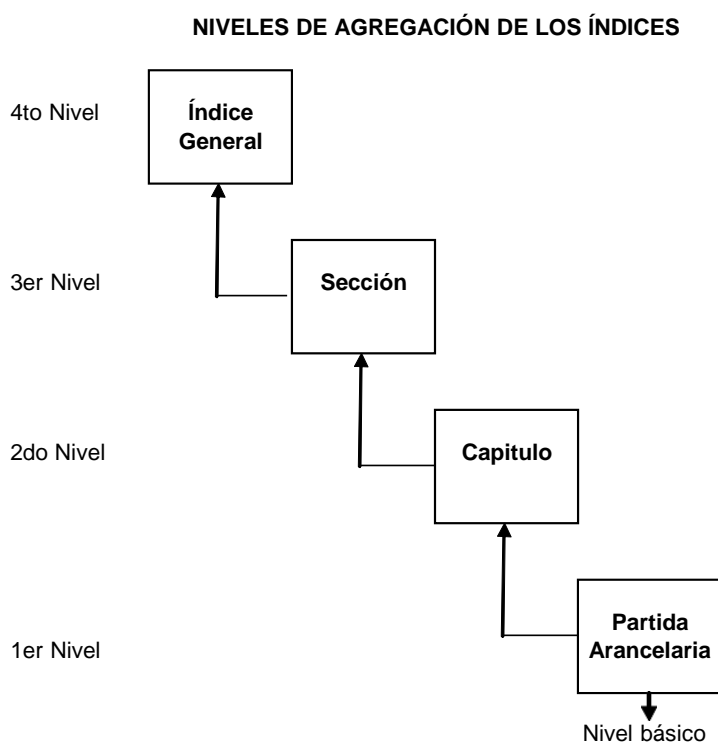 NIVELES DE AGREGACIÓN DE LOS ÍNDICES
4to Nivel
Índice
General
3er Nivel
Sección
2do Nivel
Capitulo
1er Nivel
Partida
Arancelaria
Nivel básico